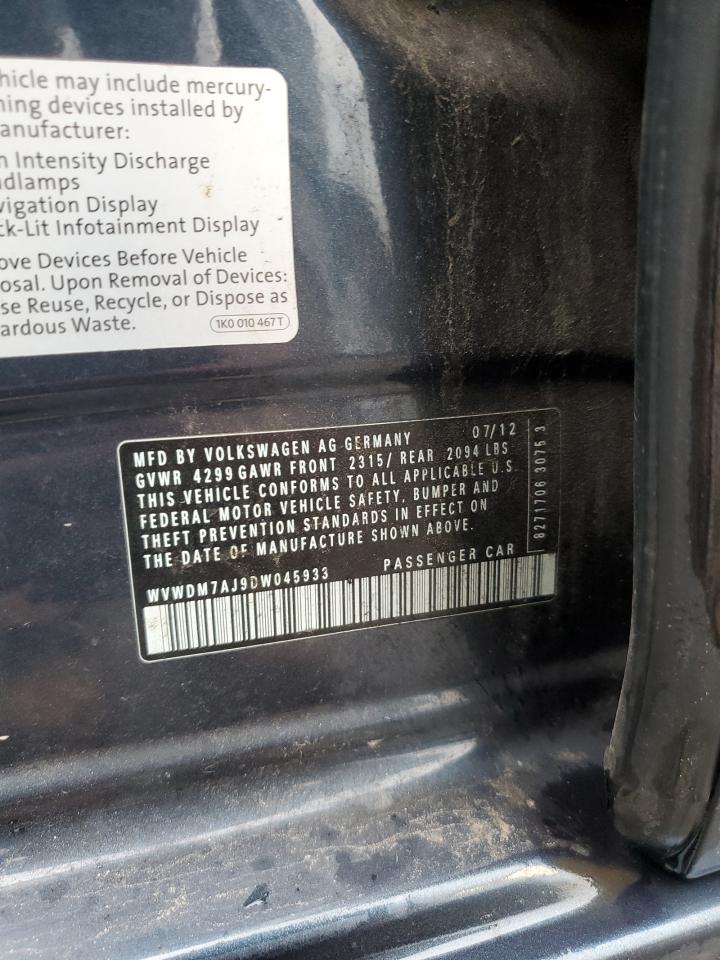 hicle may include mercury-
ning devices installed by
anufacturer:
n Intensity Discharge
adlamps
vigation Display
ck-Lit Infotainment Display
ove Devices Before Vehicle
osal. Upon Removal of Devices:
se Reuse, Recycle, or Dispose as
ardous Waste.
1K0 010 467 T
MFD BY VOLKSWAGEN AG GERMANY 07/12
GVWR 4299 GAWR FRONT 2315/ REAR 2094 LBS
THIS VEHICLE CONFORMS TO ALL APPLICABLE U.S.
FEDERAL MOTOR VEHICLE SAFETY, BUMPER AND
THEFT PREVENTION STANDARDS IN EFFECT ON
THE DATE OF MANUFACTURE SHOWN ABOVE.
WVWDM7AJ9DW045933 PASSENGER CAR
8271706 3075 3